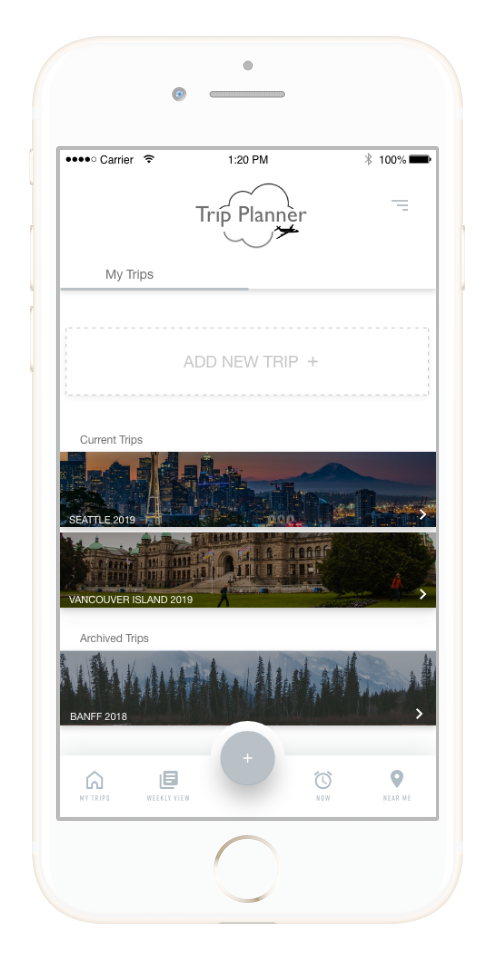 Carrier 1:20 PM 100%
Trip Planner
My Trips
ADD NEW TRIP +
Current Trips
SEATTLE 2019
VANCOUVER ISLAND 2019
Archived Trips
BANFF 2018
+
MY TRIPS WEEKLY VIEW NOW NEAR ME